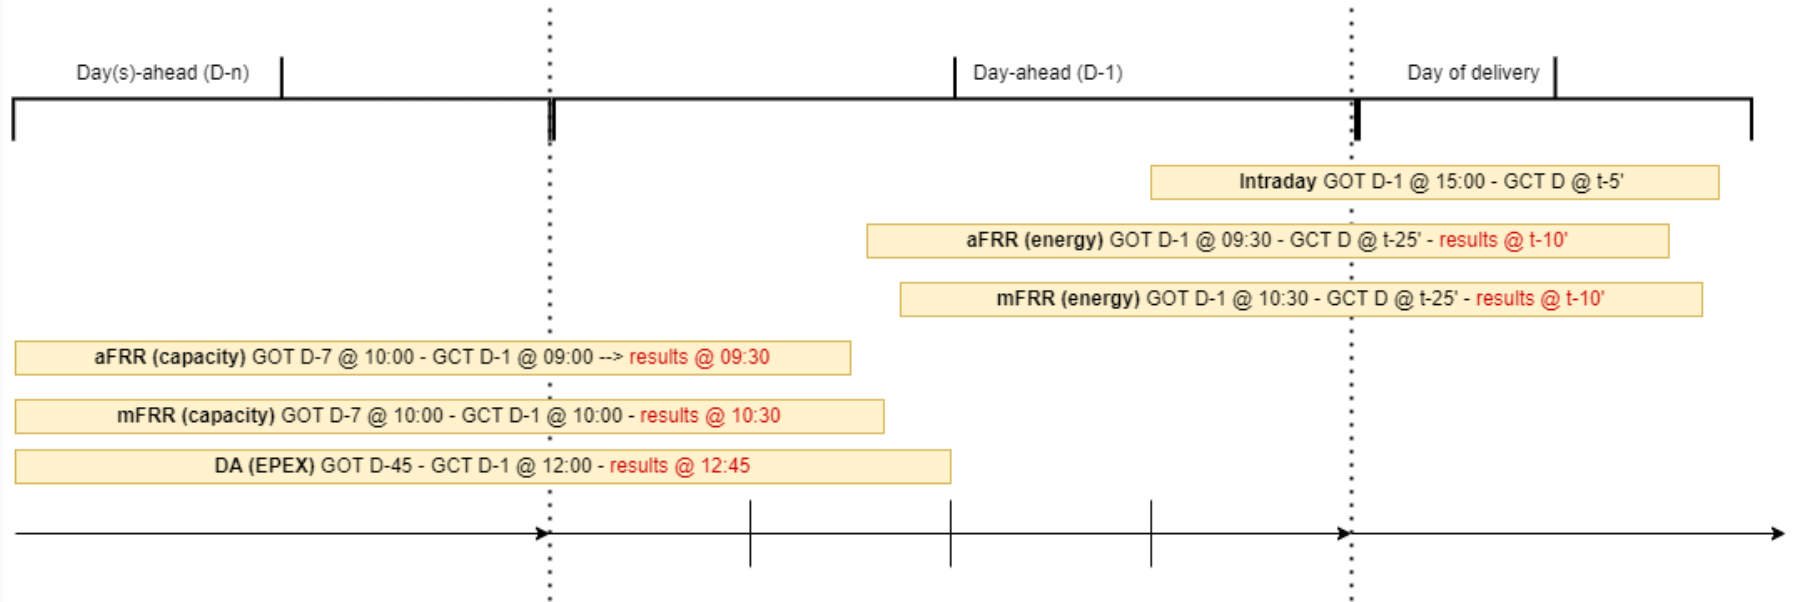 Day(s)-ahead (D-n)
Day-ahead (D-1)
Day of delivery
Intraday GOT D-1 @ 15:00 - GCT D @ t-5'
aFRR (energy) GOT D-1 @ 09:30 - GCT D @ t-25' - results @ t-10'
mFRR (energy) GOT D-1 @ 10:30 - GCT D @ t-25' - results @ t-10'
aFRR (capacity) GOT D-7 @ 10:00 - GCT D-1 @ 09:00 --> results @ 09:30
mFRR (capacity) GOT D-7 @ 10:00 - GCT D-1 @ 10:00 - results @ 10:30
DA (EPEX) GOT D-45 - GCT D-1 @ 12:00 - results @ 12:45